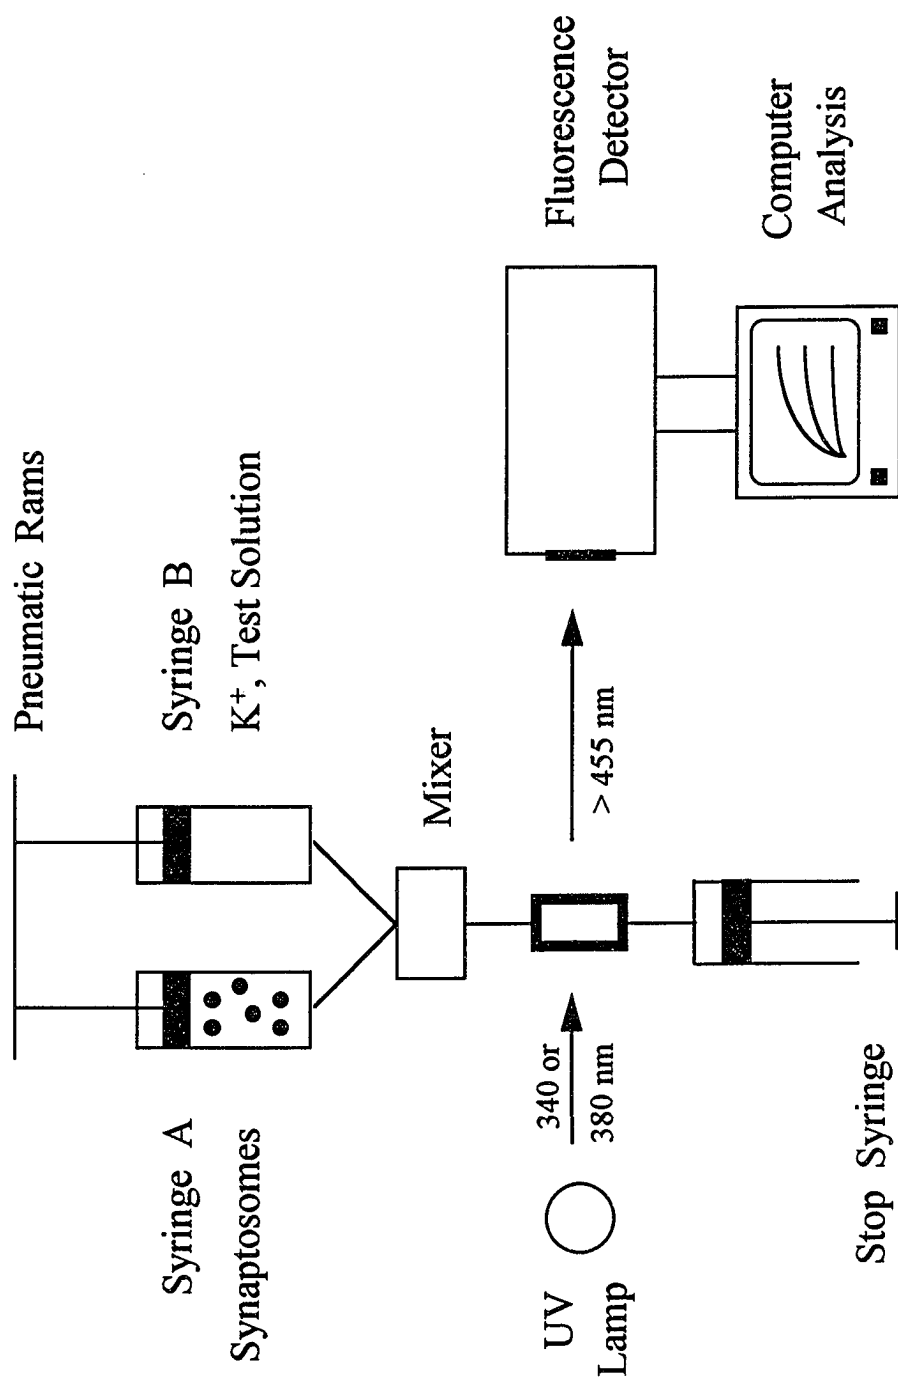 Pneumatic Rams
Syringe A
Synaptosomes
Syringe B
K⁺, Test Solution
Mixer
UV
Lamp
340 or
380 nm
> 455 nm
Fluorescence
Detector
Stop Syringe
Computer
Analysis